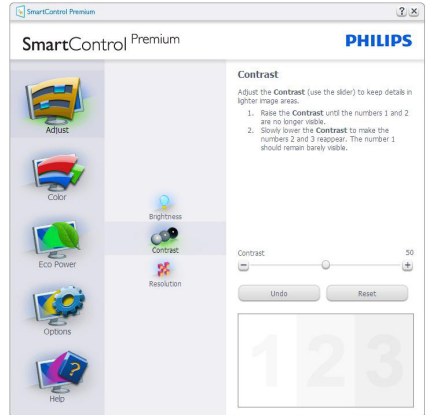 SmartControl Premium
SmartControl Premium
PHILIPS
Adjust
Color
Eco Power
Options
Help
Brightness
Contrast
Resolution
Contrast
Adjust the Contrast (use the slider) to keep details in
lighter image areas.
1. Raise the Contrast until the numbers 1 and 2
are no longer visible.
2. Slowly lower the Contrast to make the
numbers 2 and 3 reappear. The number 1
should remain barely visible.
Contrast 50
Undo Reset
1 2 3